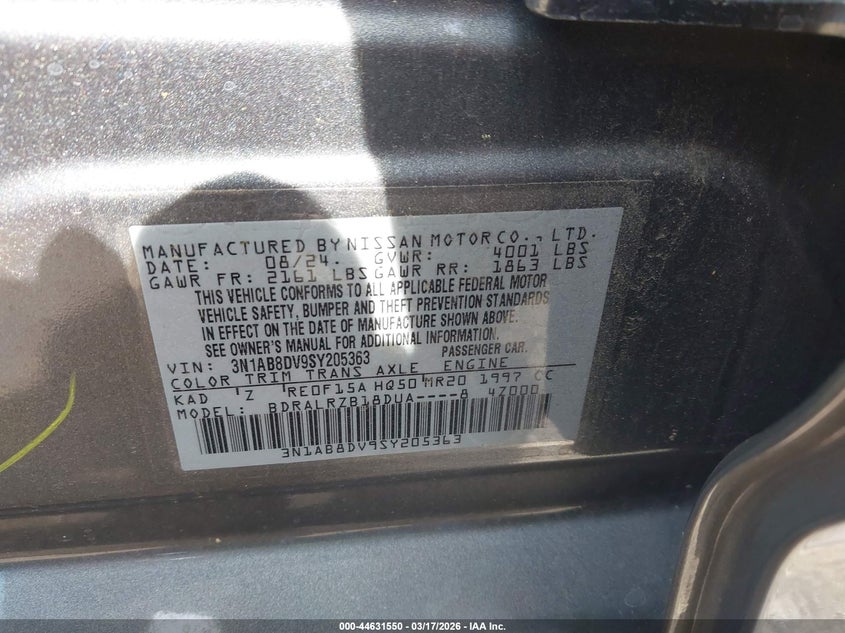 MANUFACTURED BY NISSAN MOTOR CO., LTD.
DATE: 08/24. GVWR: 4001 LBS
GAWR FR: 2161 LBS GAWR RR: 1863 LBS
THIS VEHICLE CONFORMS TO ALL APPLICABLE FEDERAL MOTOR
VEHICLE SAFETY, BUMPER AND THEFT PREVENTION STANDARDS
IN EFFECT ON THE DATE OF MANUFACTURE SHOWN ABOVE.
SEE OWNER'S MANUAL FOR ADDITIONAL INFORMATION.
VIN: 3N1AB8DV9SY205363 PASSENGER CAR.
COLOR TRIM TRANS AXLE ENGINE
KAD 'Z RE0F15A HQ50 MR20 1997 CC
MODEL: BDRALRZB18DUA----8 4Z000
3N1AB8DV9SY205363
000-44631550 — 03/17/2026 — IAA Inc.